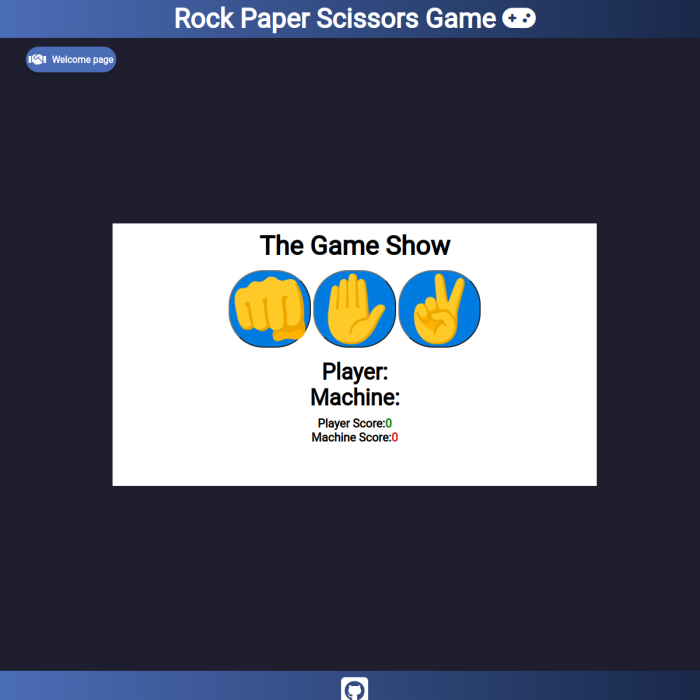 Rock Paper Scissors Game
Welcome page
The Game Show
Player:
Machine:
Player Score:0
Machine Score:0